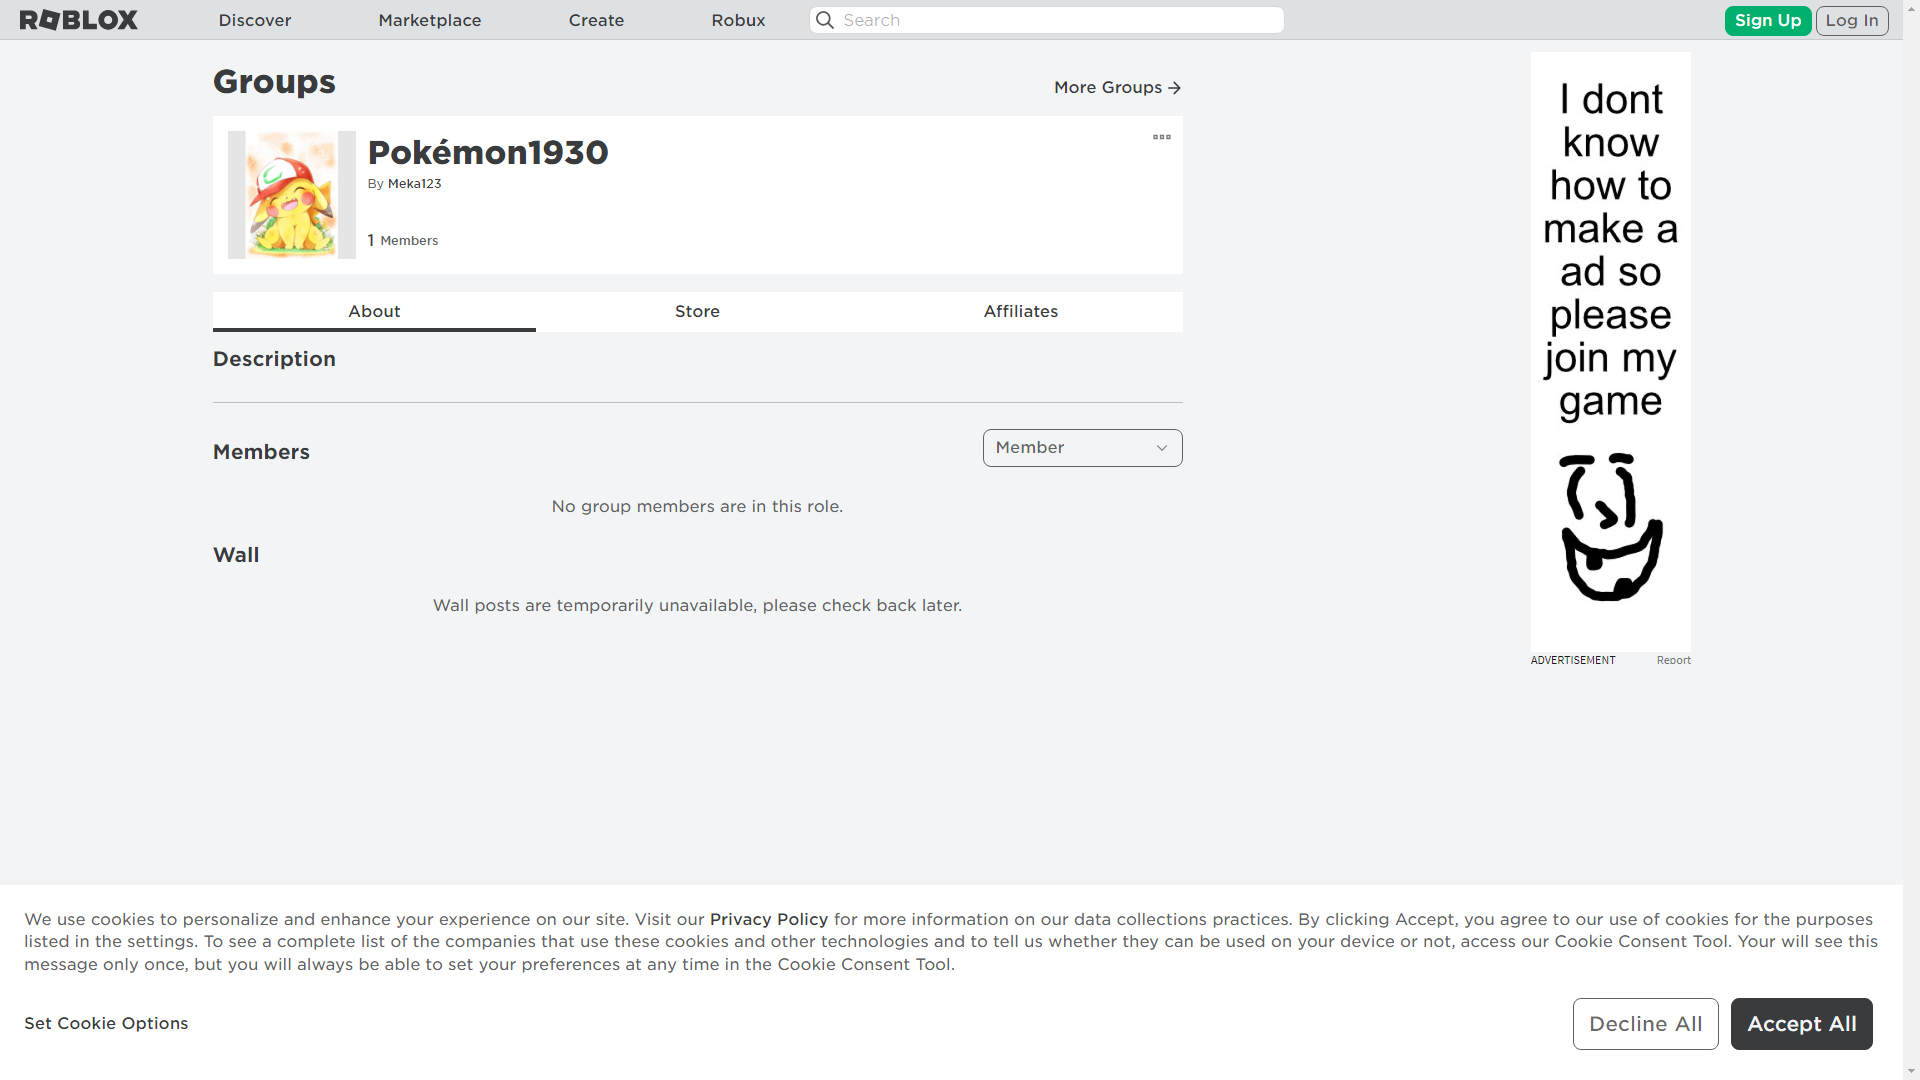 ROBLOX
Discover
Marketplace
Create
Robux
Search
Sign Up
Log In
Groups
More Groups
Pokémon1930
By Meka123
1 Members
About
Store
Affiliates
Description
Members
Member
No group members are in this role.
Wall
Wall posts are temporarily unavailable, please check back later.
I dont
know
how to
make a
ad so
please
join my
game
ADVERTISEMENT
Report
We use cookies to personalize and enhance your experience on our site. Visit our Privacy Policy for more information on our data collections practices. By clicking Accept, you agree to our use of cookies for the purposes
listed in the settings. To see a complete list of the companies that use these cookies and other technologies and to tell us whether they can be used on your device or not, access our Cookie Consent Tool. Your will see this
message only once, but you will always be able to set your preferences at any time in the Cookie Consent Tool.
Set Cookie Options
Decline All
Accept All